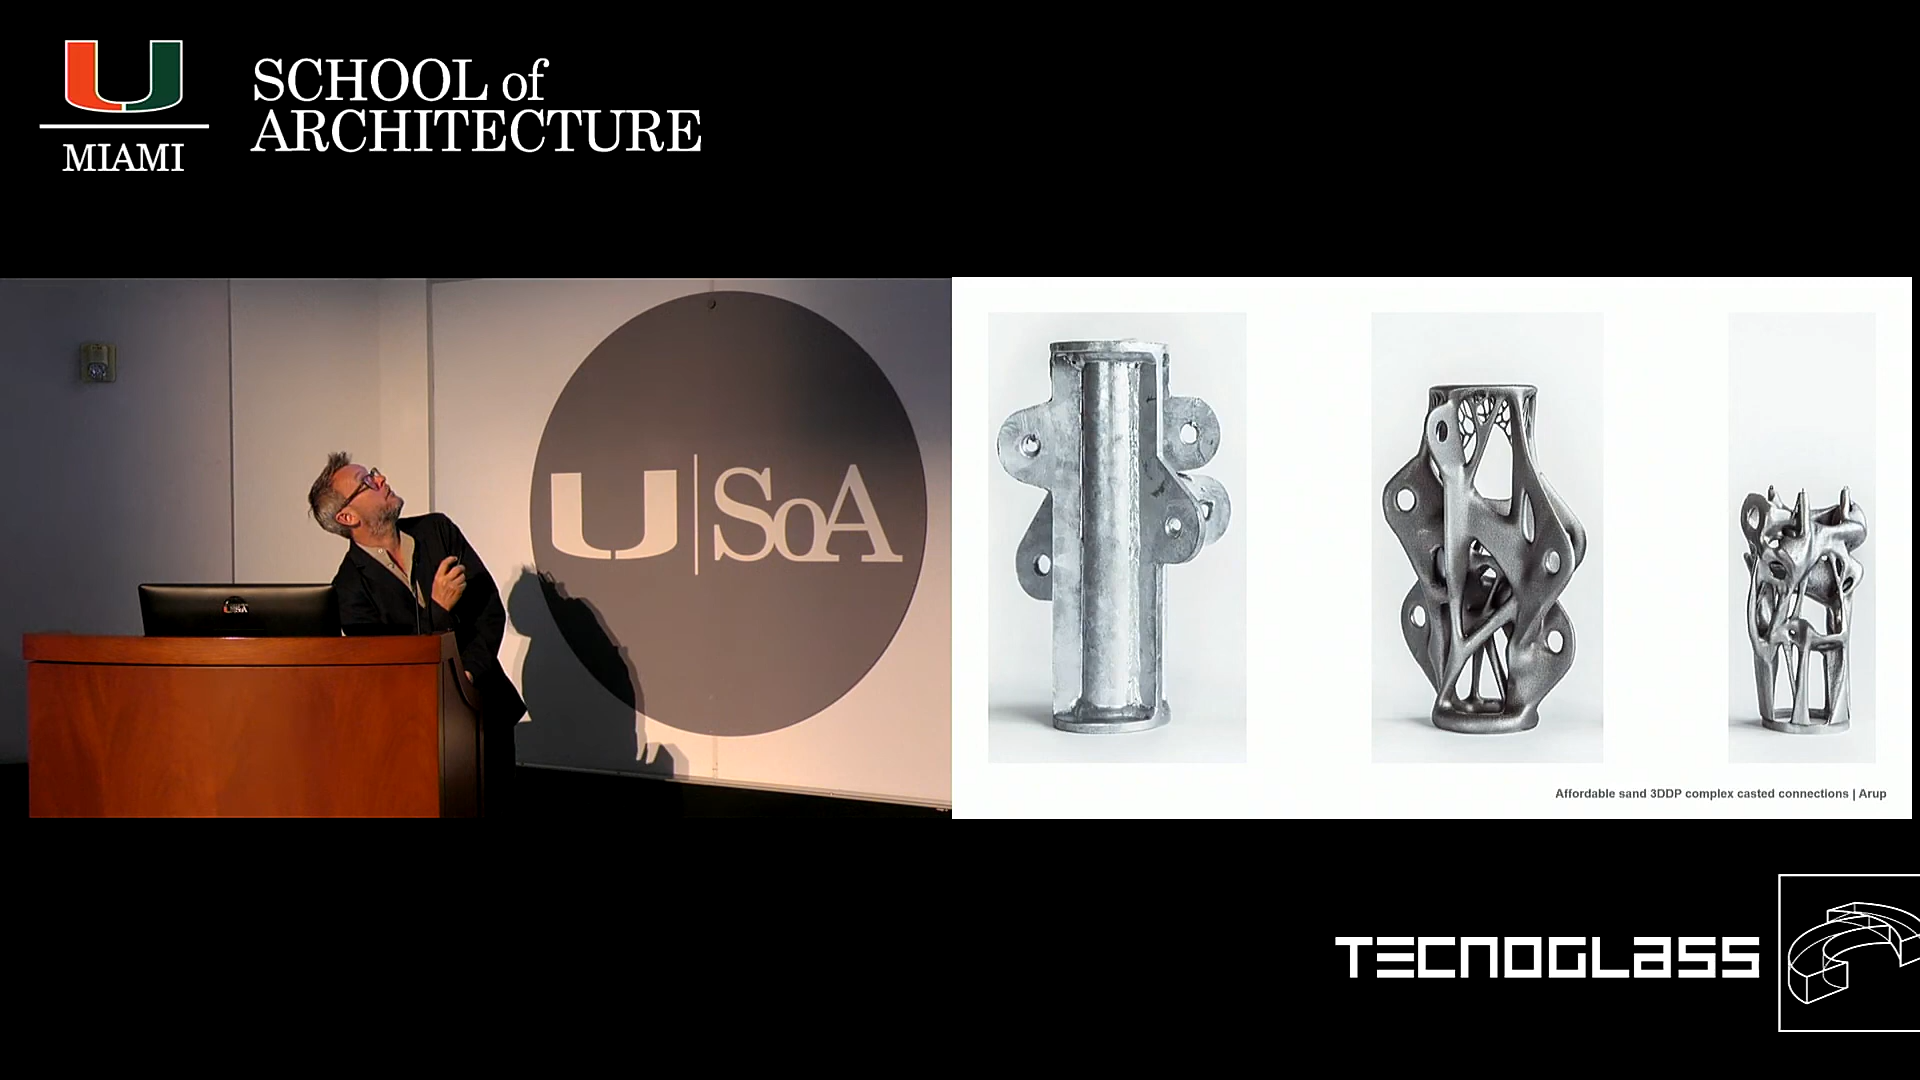 SCHOOL of
ARCHITECTURE
MIAMI
U SoA
Affordable sand 3DDP complex casted connections | Arup
TECNOGLASS